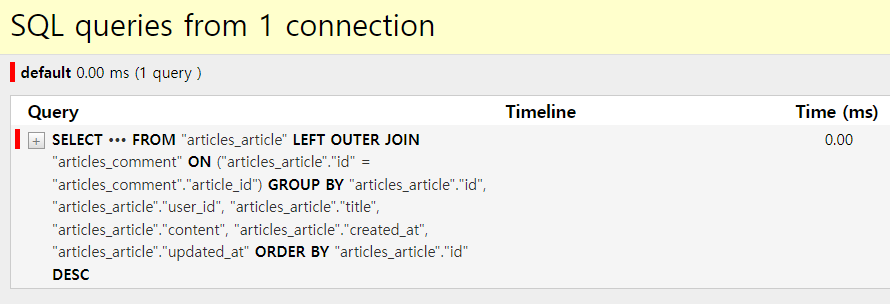 SQL queries from 1 connection
default 0.00 ms (1 query )
Query Timeline Time (ms)
+ SELECT ••• FROM "articles_article" LEFT OUTER JOIN 0.00
"articles_comment" ON ("articles_article"."id" =
"articles_comment"."article_id") GROUP BY "articles_article"."id",
"articles_article"."user_id", "articles_article"."title",
"articles_article"."content", "articles_article"."created_at",
"articles_article"."updated_at" ORDER BY "articles_article"."id"
DESC